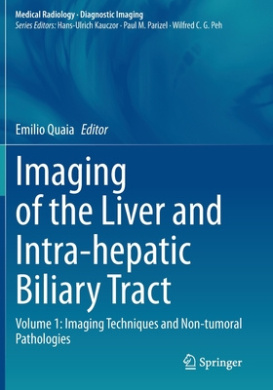 Medical Radiology · Diagnostic Imaging
Series Editors: Hans-Ulrich Kauczor · Paul M. Parizel · Wilfred C. G. Peh
Emilio Quaia Editor
Imaging
of the Liver and
Intra-hepatic
Biliary Tract
Volume 1: Imaging Techniques and Non-tumoral
Pathologies
Springer